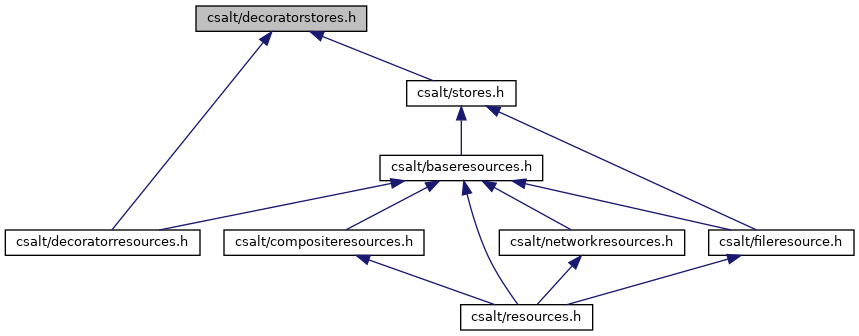 csalt/decoratorstores.h
csalt/stores.h
csalt/baseresources.h
csalt/decoratorresources.h
csalt/compositeresources.h
csalt/networkresources.h
csalt/fileresource.h
csalt/resources.h